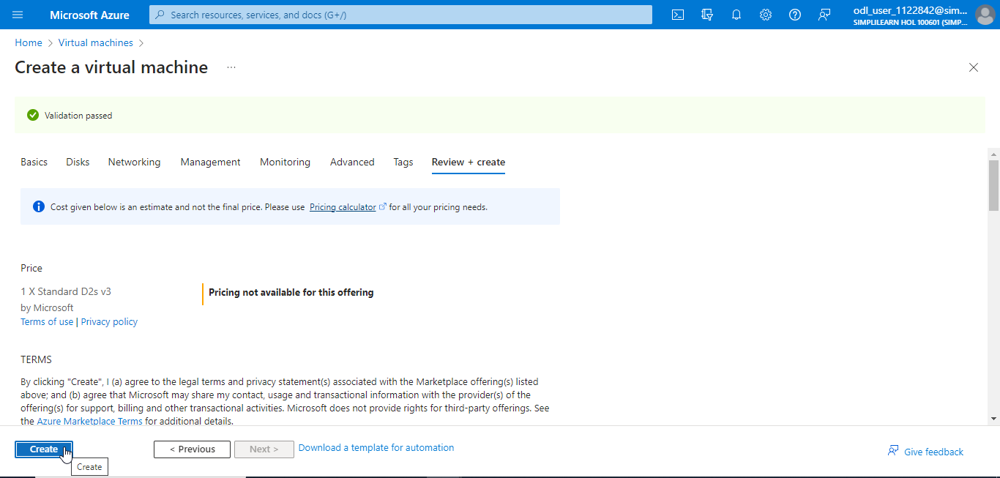 Microsoft Azure
Search resources, services, and docs (G+/)
odl_user_1122842@sim...
SIMPLILEARN HOL 100601 (SIMP...
Home > Virtual machines >
Create a virtual machine ...
Validation passed
Basics Disks Networking Management Monitoring Advanced Tags Review + create
Cost given below is an estimate and not the final price. Please use Pricing calculator for all your pricing needs.
Price
1 X Standard D2s v3
by Microsoft
Terms of use | Privacy policy
Pricing not available for this offering
TERMS
By clicking "Create", I (a) agree to the legal terms and privacy statement(s) associated with the Marketplace offering(s) listed
above; and (b) agree that Microsoft may share my contact, usage and transactional information with the provider(s) of the
offering(s) for support, billing and other transactional activities. Microsoft does not provide rights for third-party offerings. See
the Azure Marketplace Terms for additional details.
Create < Previous Next > Download a template for automation
Give feedback
Create